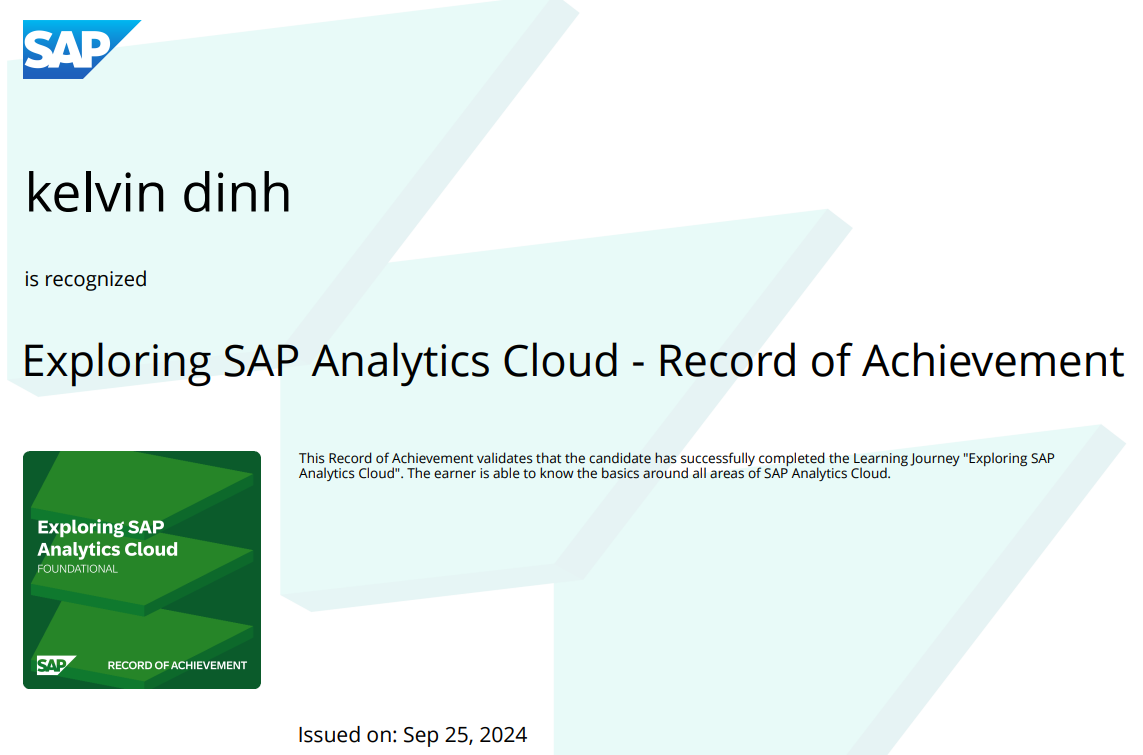 SAP
kelvin dinh
is recognized
Exploring SAP Analytics Cloud - Record of Achievement
This Record of Achievement validates that the candidate has successfully completed the Learning Journey "Exploring SAP
Analytics Cloud". The earner is able to know the basics around all areas of SAP Analytics Cloud.
Exploring SAP
Analytics Cloud
FOUNDATIONAL
SAP
RECORD OF ACHIEVEMENT
Issued on: Sep 25, 2024